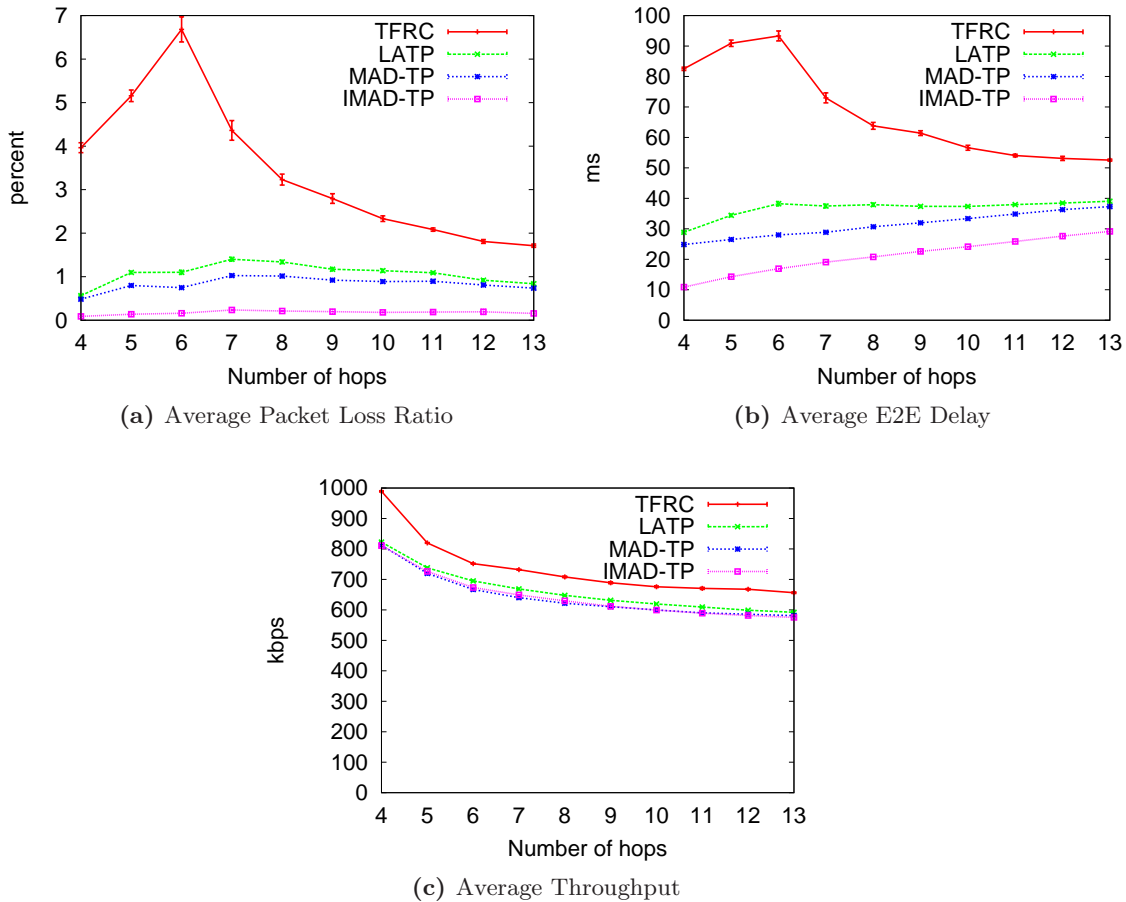 7
6
5
4
3
2
1
0
percent
4 5 6 7 8 9 10 11 12 13
Number of hops
TFRC
LATP
MAD-TP
IMAD-TP
(a) Average Packet Loss Ratio
100
90
80
70
60
50
40
30
20
10
0
ms
4 5 6 7 8 9 10 11 12 13
Number of hops
TFRC
LATP
MAD-TP
IMAD-TP
(b) Average E2E Delay
1000
900
800
700
600
500
400
300
200
100
0
kbps
4 5 6 7 8 9 10 11 12 13
Number of hops
TFRC
LATP
MAD-TP
IMAD-TP
(c) Average Throughput